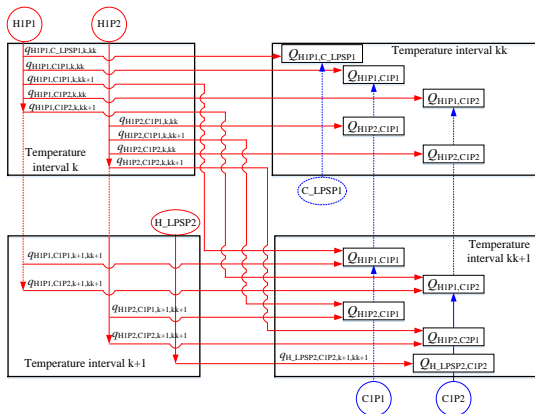 H1P1
H1P2
qH1P1,C_LPSP1,k,kk
qH1P1,C1P1,k,kk
qH1P1,C1P1,k,kk+1
qH1P1,C1P2,k,kk
qH1P1,C1P2,k,kk+1
qH1P2,C1P1,k,kk
qH1P2,C1P1,k,kk+1
qH1P2,C1P2,k,kk
qH1P2,C1P2,k,kk+1
Temperature
interval k
QH1P1,C_LPSP1
Temperature interval kk
QH1P1,C1P1
QH1P1,C1P2
QH1P2,C1P1
QH1P2,C1P2
C_LPSP1
H_LPSP2
qH1P1,C1P1,k+1,kk+1
qH1P1,C1P2,k+1,kk+1
qH1P2,C1P1,k+1,kk+1
qH1P2,C1P2,k+1,kk+1
qH_LPSP2,C1P2,k+1,kk+1
Temperature interval k+1
Temperature
interval kk+1
QH1P1,C1P1
QH1P1,C1P2
QH1P2,C1P1
QH1P2,C2P1
QH_LPSP2,C1P2
C1P1
C1P2